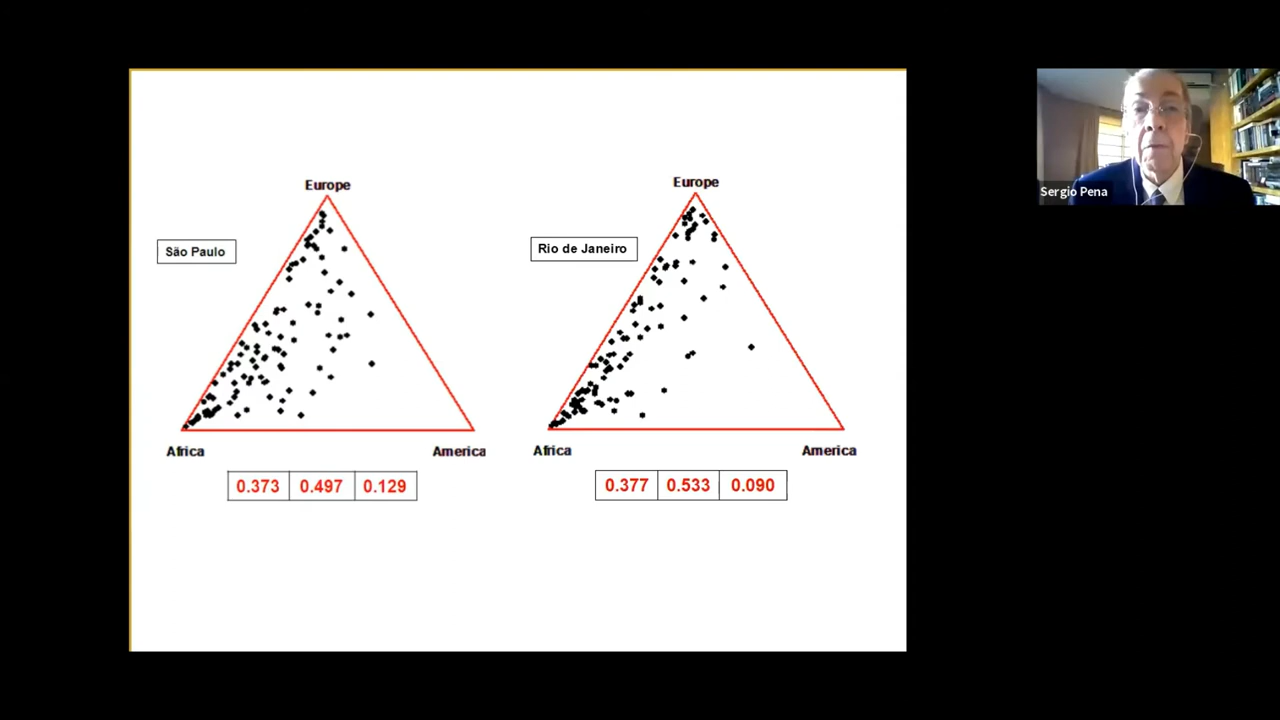 Europe
São Paulo
Africa
America
0.373 0.497 0.129
Europe
Rio de Janeiro
Africa
America
0.377 0.533 0.090
Sergio Pena